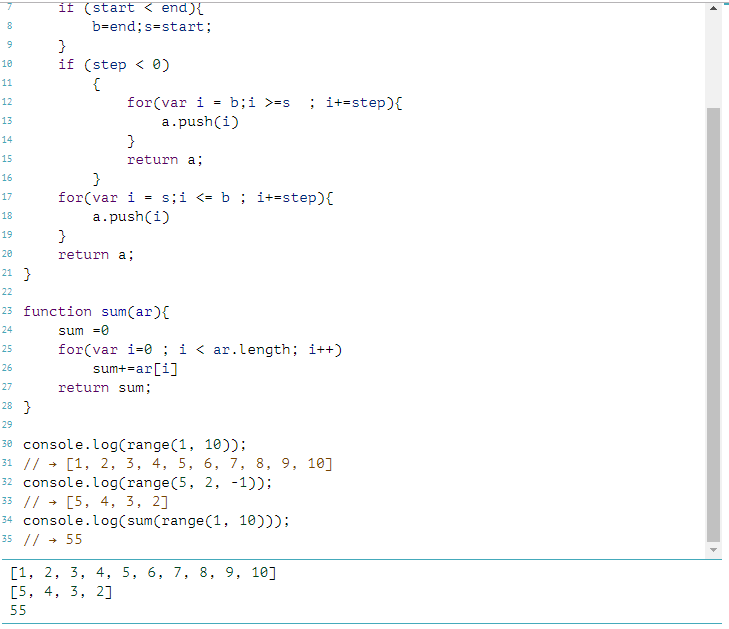 7 if (start < end){
8 b=end;s=start;
9 }
10 if (step < 0)
11 {
12 for(var i = b;i >=s  ; i+=step){
13 a.push(i)
14 }
15 return a;
16 }
17 for(var i = s;i <= b ; i+=step){
18 a.push(i)
19 }
20 return a;
21 }
22
23 function sum(ar){
24 sum =0
25 for(var i=0 ; i < ar.length; i++)
26 sum+=ar[i]
27 return sum;
28 }
29
30 console.log(range(1, 10));
31 // → [1, 2, 3, 4, 5, 6, 7, 8, 9, 10]
32 console.log(range(5, 2, -1));
33 // → [5, 4, 3, 2]
34 console.log(sum(range(1, 10)));
35 // → 55
[1, 2, 3, 4, 5, 6, 7, 8, 9, 10]
[5, 4, 3, 2]
55